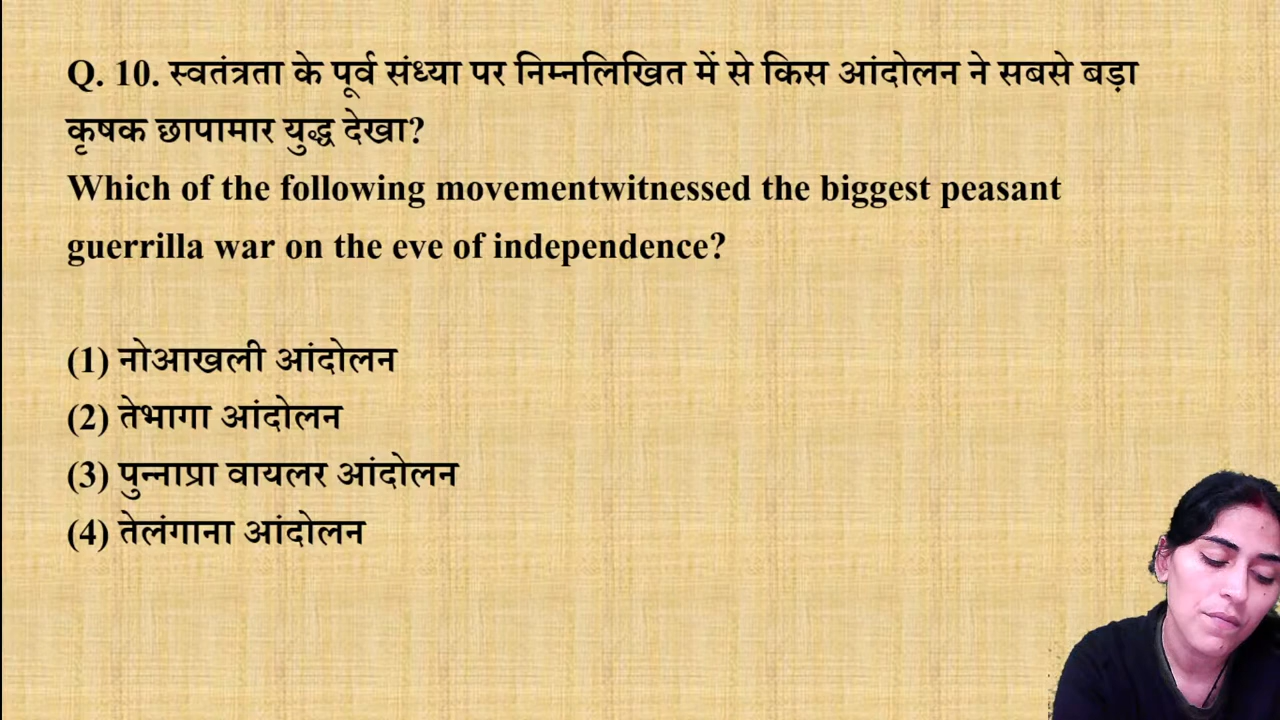 Q. 10. स्वतंत्रता के पूर्व संध्या पर निम्नलिखित में से किस आंदोलन ने सबसे बड़ा
कृषक छापामार युद्ध देखा?
Which of the following movementwitnessed the biggest peasant
guerrilla war on the eve of independence?
(1) नोआखली आंदोलन
(2) तेभागा आंदोलन
(3) पुन्नाप्रा वायलर आंदोलन
(4) तेलंगाना आंदोलन